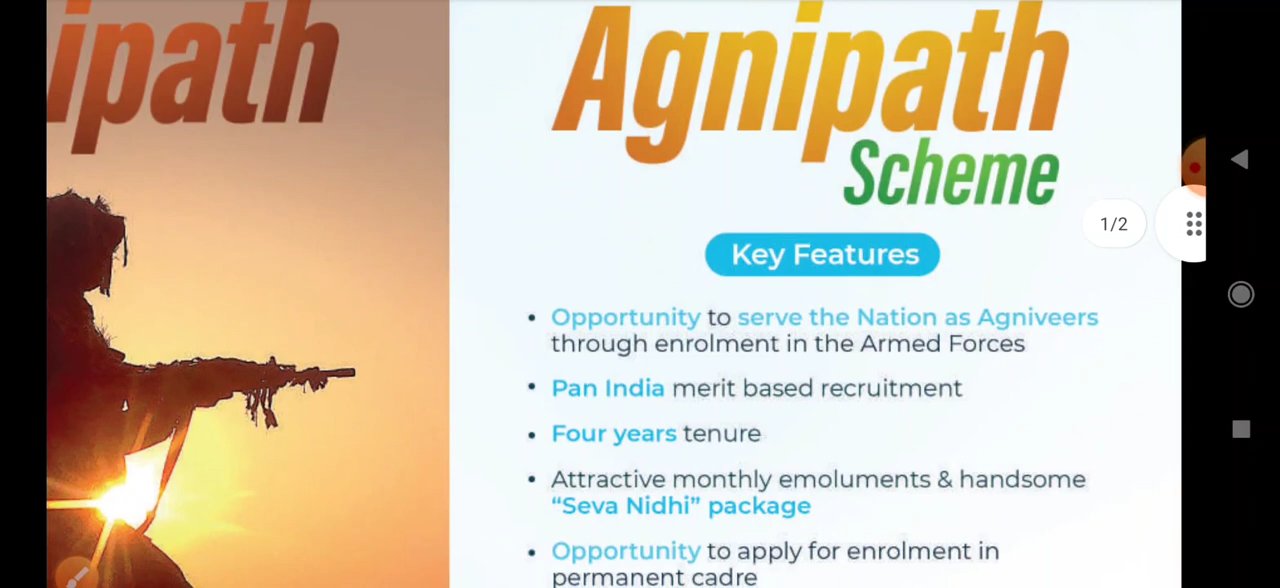 ipath
Agnipath
Scheme
1/2
Key Features
• Opportunity to serve the Nation as Agniveers
through enrolment in the Armed Forces
• Pan India merit based recruitment
• Four years tenure
• Attractive monthly emoluments & handsome
“Seva Nidhi” package
• Opportunity to apply for enrolment in
permanent cadre